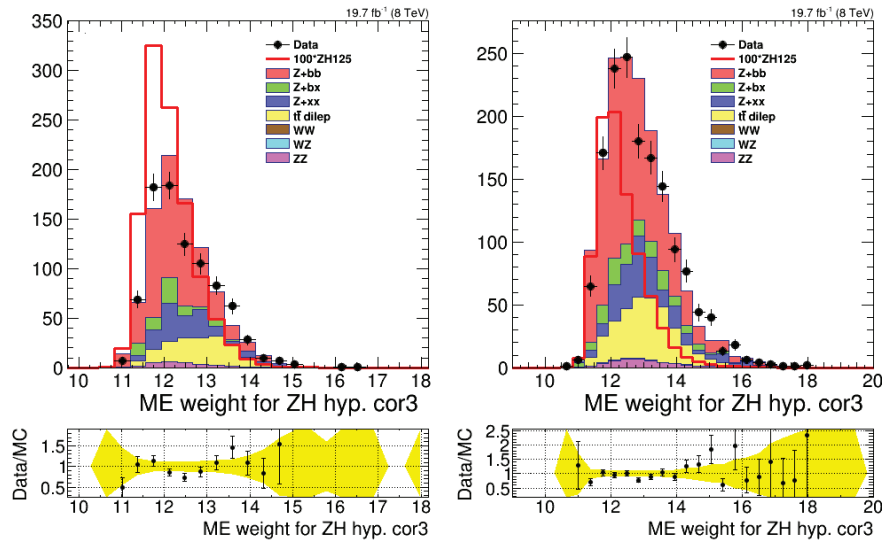 19.7 fb⁻¹ (8 TeV)
350
300
250
200
150
100
50
0
Data
100*ZH125
Z+bb
Z+bx
Z+xx
tt̄ dilep
WW
WZ
ZZ
10 11 12 13 14 15 16 17 18
ME weight for ZH hyp. cor3
Data/MC
1.5
1
0.5
10 11 12 13 14 15 16 17 18
ME weight for ZH hyp. cor3
19.7 fb⁻¹ (8 TeV)
250
200
150
100
50
0
Data
100*ZH125
Z+bb
Z+bx
Z+xx
tt̄ dilep
WW
WZ
ZZ
10 12 14 16 18 20
ME weight for ZH hyp. cor3
Data/MC
2.5
2
1.5
1
0.5
10 12 14 16 18 20
ME weight for ZH hyp. cor3